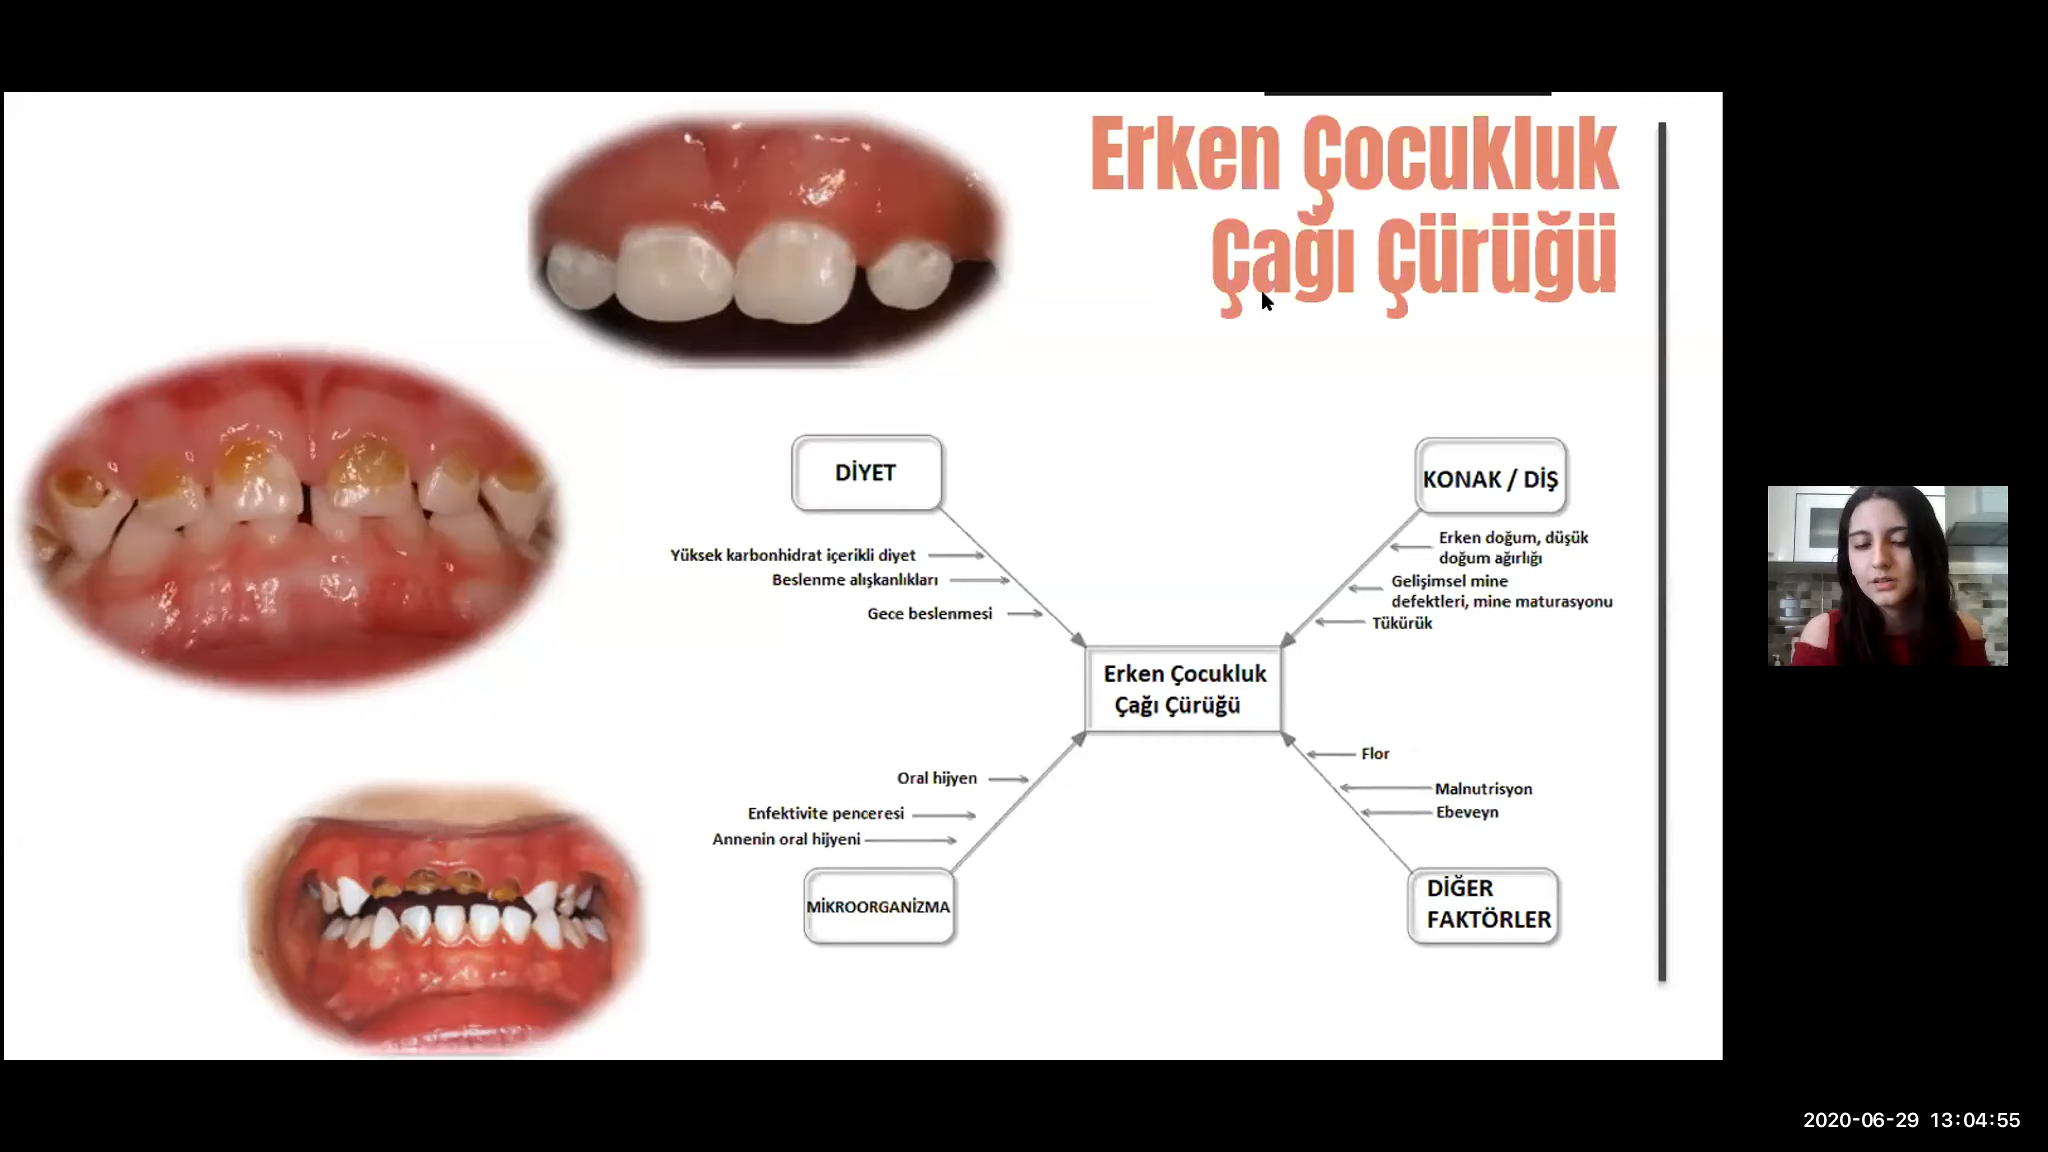 Erken Çocukluk
Çağı Çürüğü
DİYET
Yüksek karbonhidrat içerikli diyet
Beslenme alışkanlıkları
Gece beslenmesi
KONAK / DİŞ
Erken doğum, düşük
doğum ağırlığı
Gelişimsel mine
defektleri, mine maturasyonu
Tükürük
Erken Çocukluk
Çağı Çürüğü
Oral hijyen
Enfektivite penceresi
Annenin oral hijyeni
MİKROORGANİZMA
Flor
Malnutrisyon
Ebeveyn
DİĞER
FAKTÖRLER
2020-06-29 13:04:55